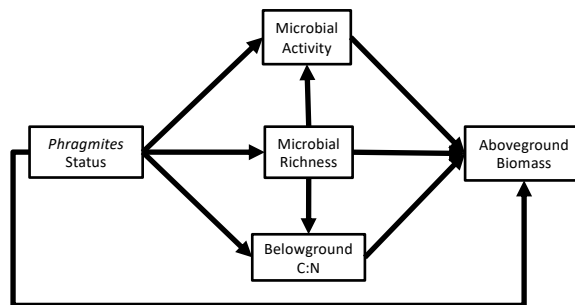 Microbial
Activity
Phragmites
Status
Microbial
Richness
Aboveground
Biomass
Belowground
C:N